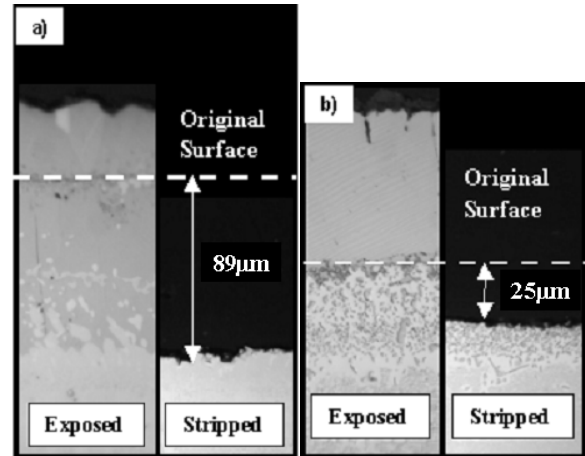 a)
Original
Surface
89µm
Exposed
Stripped
b)
Original
Surface
25µm
Exposed
Stripped